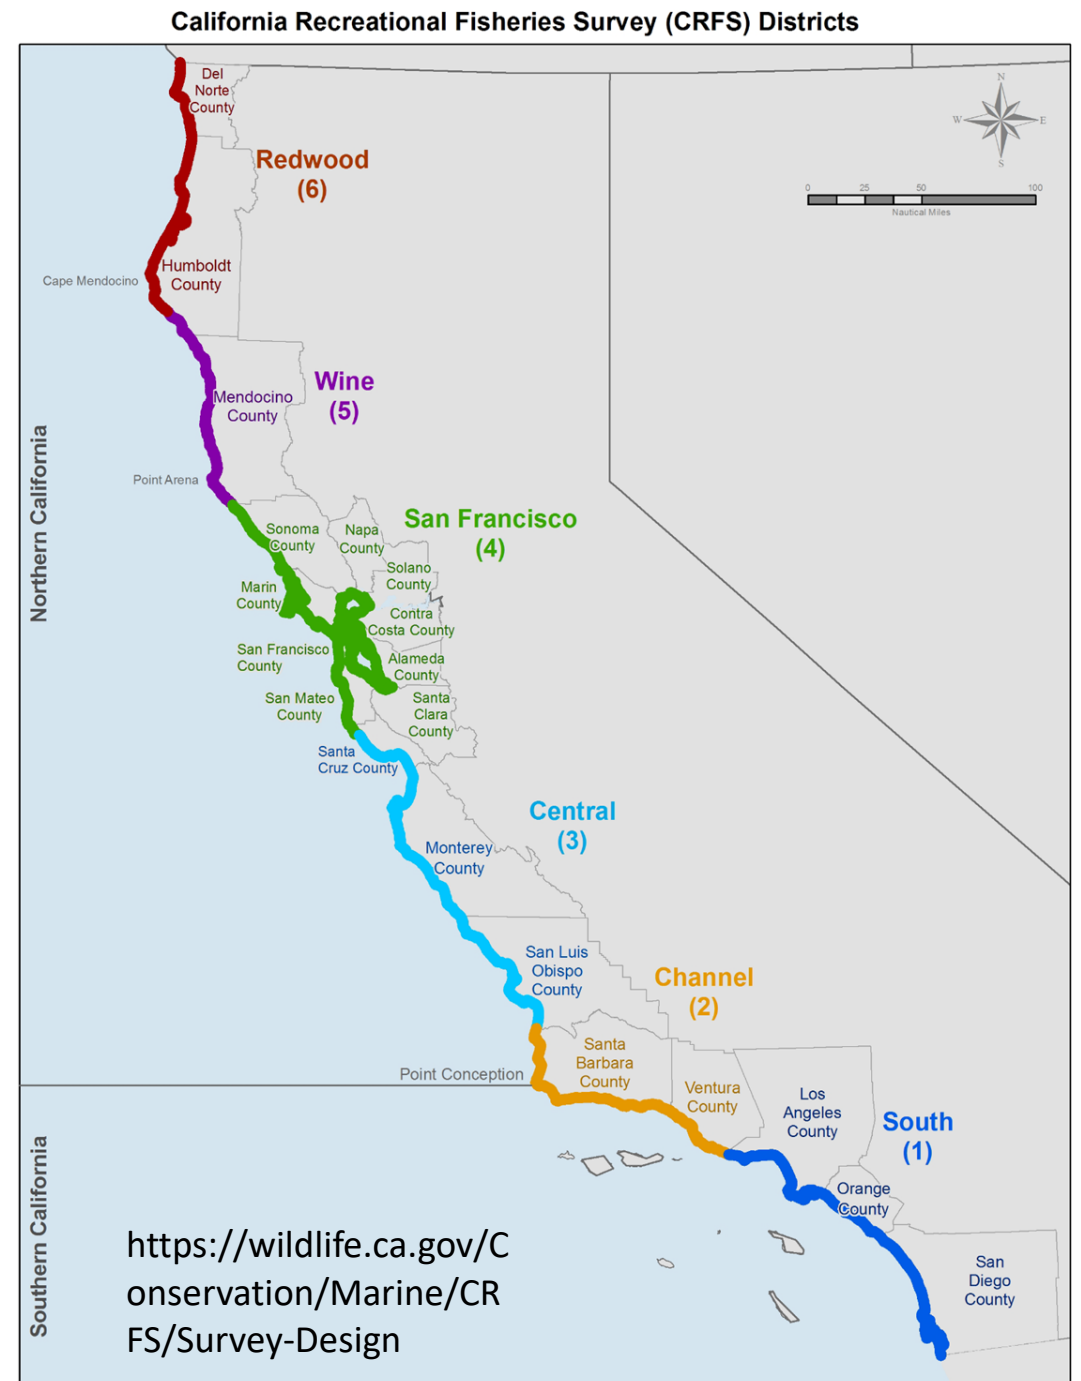 California Recreational Fisheries Survey (CRFS) Districts
Del
Norte
County
N
W
E
S
Redwood
(6)
0
25
50
100
Nautical Miles
Humboldt
County
Cape Mendocino
Wine
(5)
Mendocino
County
Point Arena
Northern California
San Francisco
(4)
Sonoma
County
Napa
County
Solano
County
Marin
County
Contra
Costa County
San Francisco
County
Alameda
County
San Mateo
County
Santa
Clara
County
Santa
Cruz County
Central
(3)
Monterey
County
San Luis
Obispo
County
Channel
(2)
Santa
Barbara
County
Point Conception
Ventura
County
Los
Angeles
County
South
(1)
Orange
County
San
Diego
County
Southern California
https://wildlife.ca.gov/C
onservation/Marine/CR
FS/Survey-Design